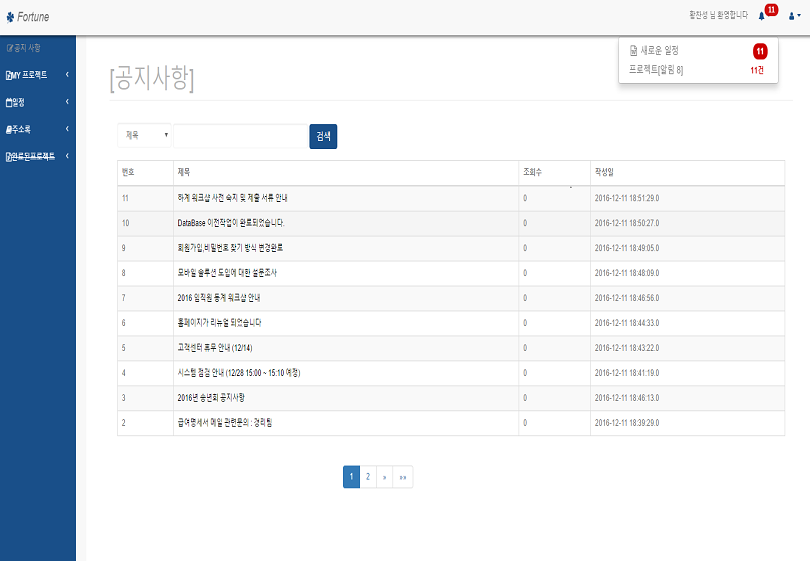 Fortune
황찬성 님 환영합니다
11
공지 사항
MY 프로젝트
일정
주소록
완료된프로젝트
새로운 일정 11
프로젝트[알림 8] 11건
[공지사항]
제목 검색
번호 제목 조회수 작성일
11 하계 워크샵 사전 숙지 및 제출 서류 안내 0 2016-12-11 18:51:29.0
10 DataBase 이전작업이 완료되었습니다. 0 2016-12-11 18:50:27.0
9 회원가입,비밀번호 찾기 방식 변경완료 0 2016-12-11 18:49:05.0
8 모바일 솔루션 도입에 대한 설문조사 0 2016-12-11 18:48:09.0
7 2016 임직원 동계 워크샵 안내 0 2016-12-11 18:46:56.0
6 홈페이지가 리뉴얼 되었습니다 0 2016-12-11 18:44:33.0
5 고객센터 휴무 안내 (12/14) 0 2016-12-11 18:43:22.0
4 시스템 점검 안내 (12/28 15:00 ~ 15:10 예정) 0 2016-12-11 18:41:19.0
3 2016년 송년회 공지사항 0 2016-12-11 18:46:13.0
2 급여명세서 메일 관련문의 : 경리팀 0 2016-12-11 18:39:29.0
1 2 » »»